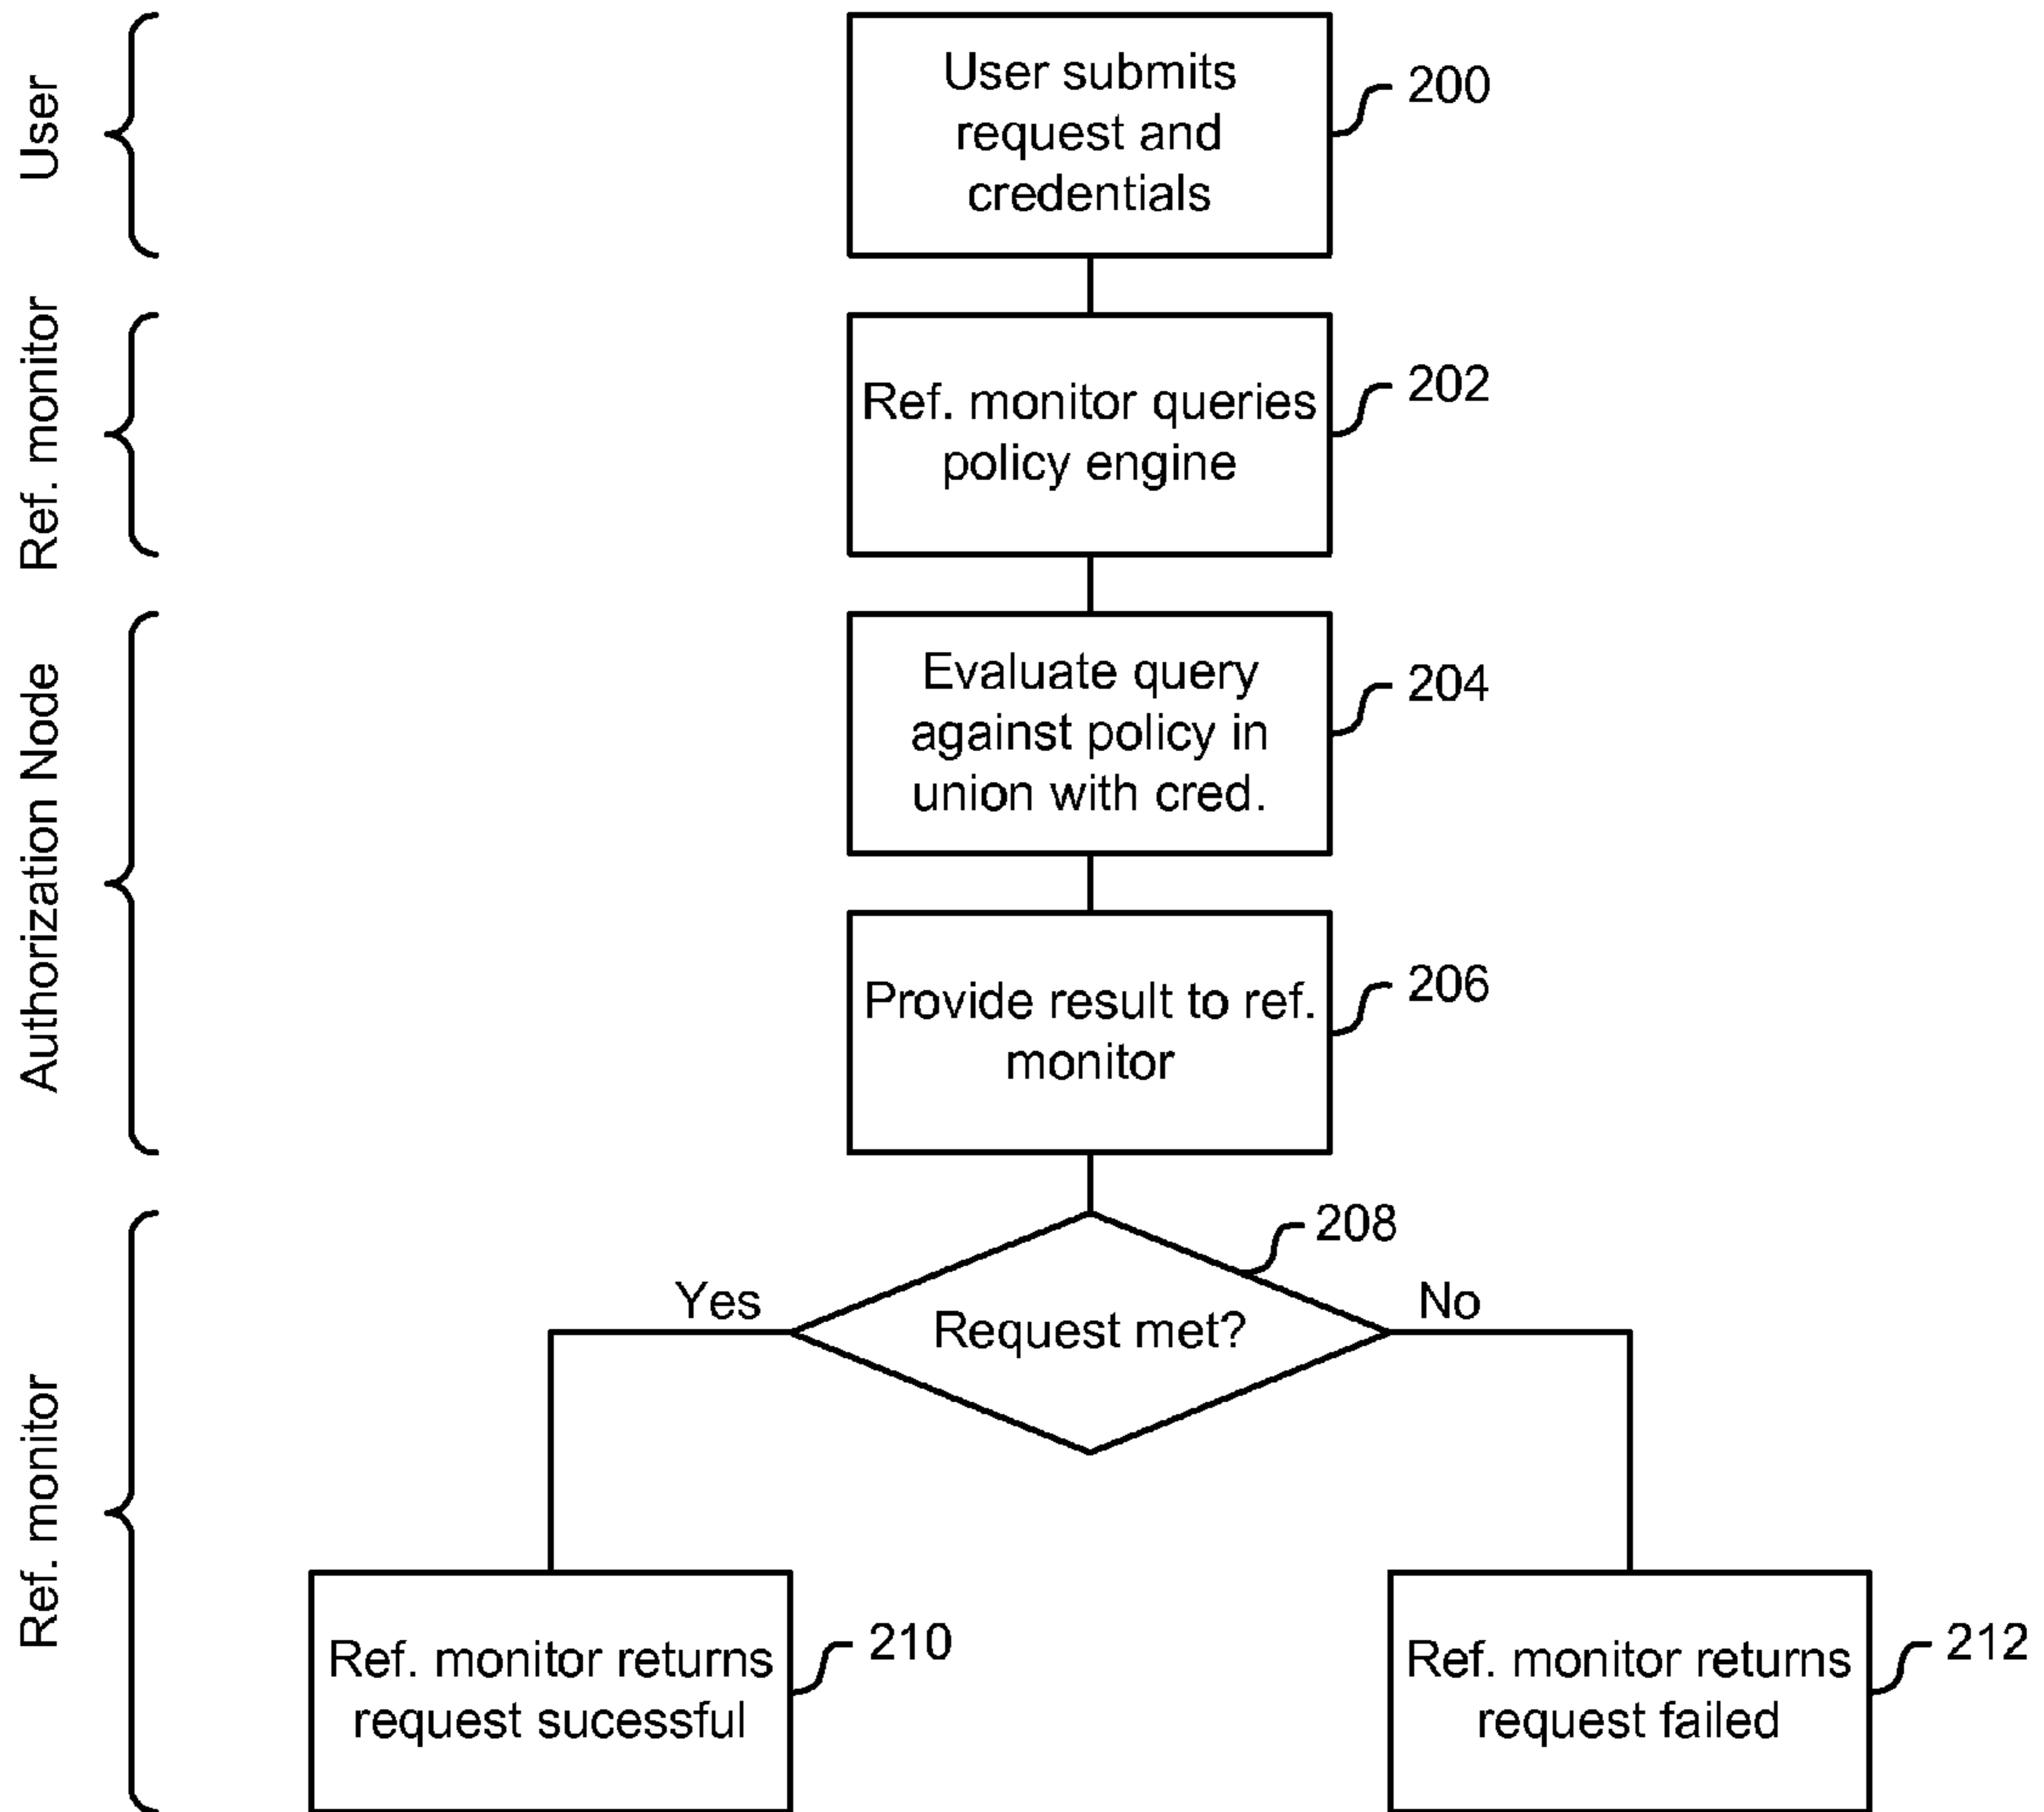 User
User submits
request and
credentials
200
Ref. monitor
Ref. monitor queries
policy engine
202
Authorization Node
Evaluate query
against policy in
union with cred.
204
Provide result to ref.
monitor
206
Ref. monitor
208
Yes
Request met?
No
Ref. monitor returns
request sucessful
210
Ref. monitor returns
request failed
212